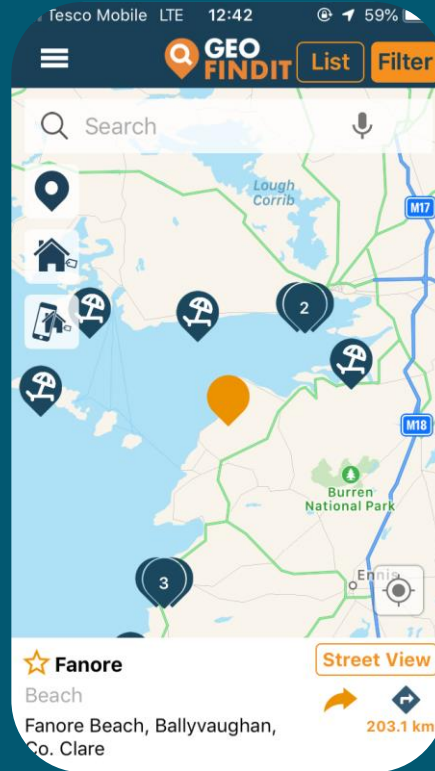 Tesco Mobile LTE 12:42 59%
GEO
FINDIT
List
Filter
Search
Lough
Corrib
M17
2
M18
Burren
National Park
Ennis
3
Fanore
Street View
Beach
Fanore Beach, Ballyvaughan,
Co. Clare
203.1 km